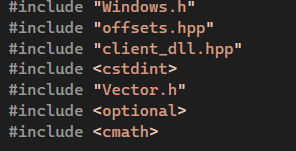 #include "Windows.h"
#include "offsets.hpp"
#include "client_dll.hpp"
#include <cstdint>
#include "Vector.h"
#include <optional>
#include <cmath>